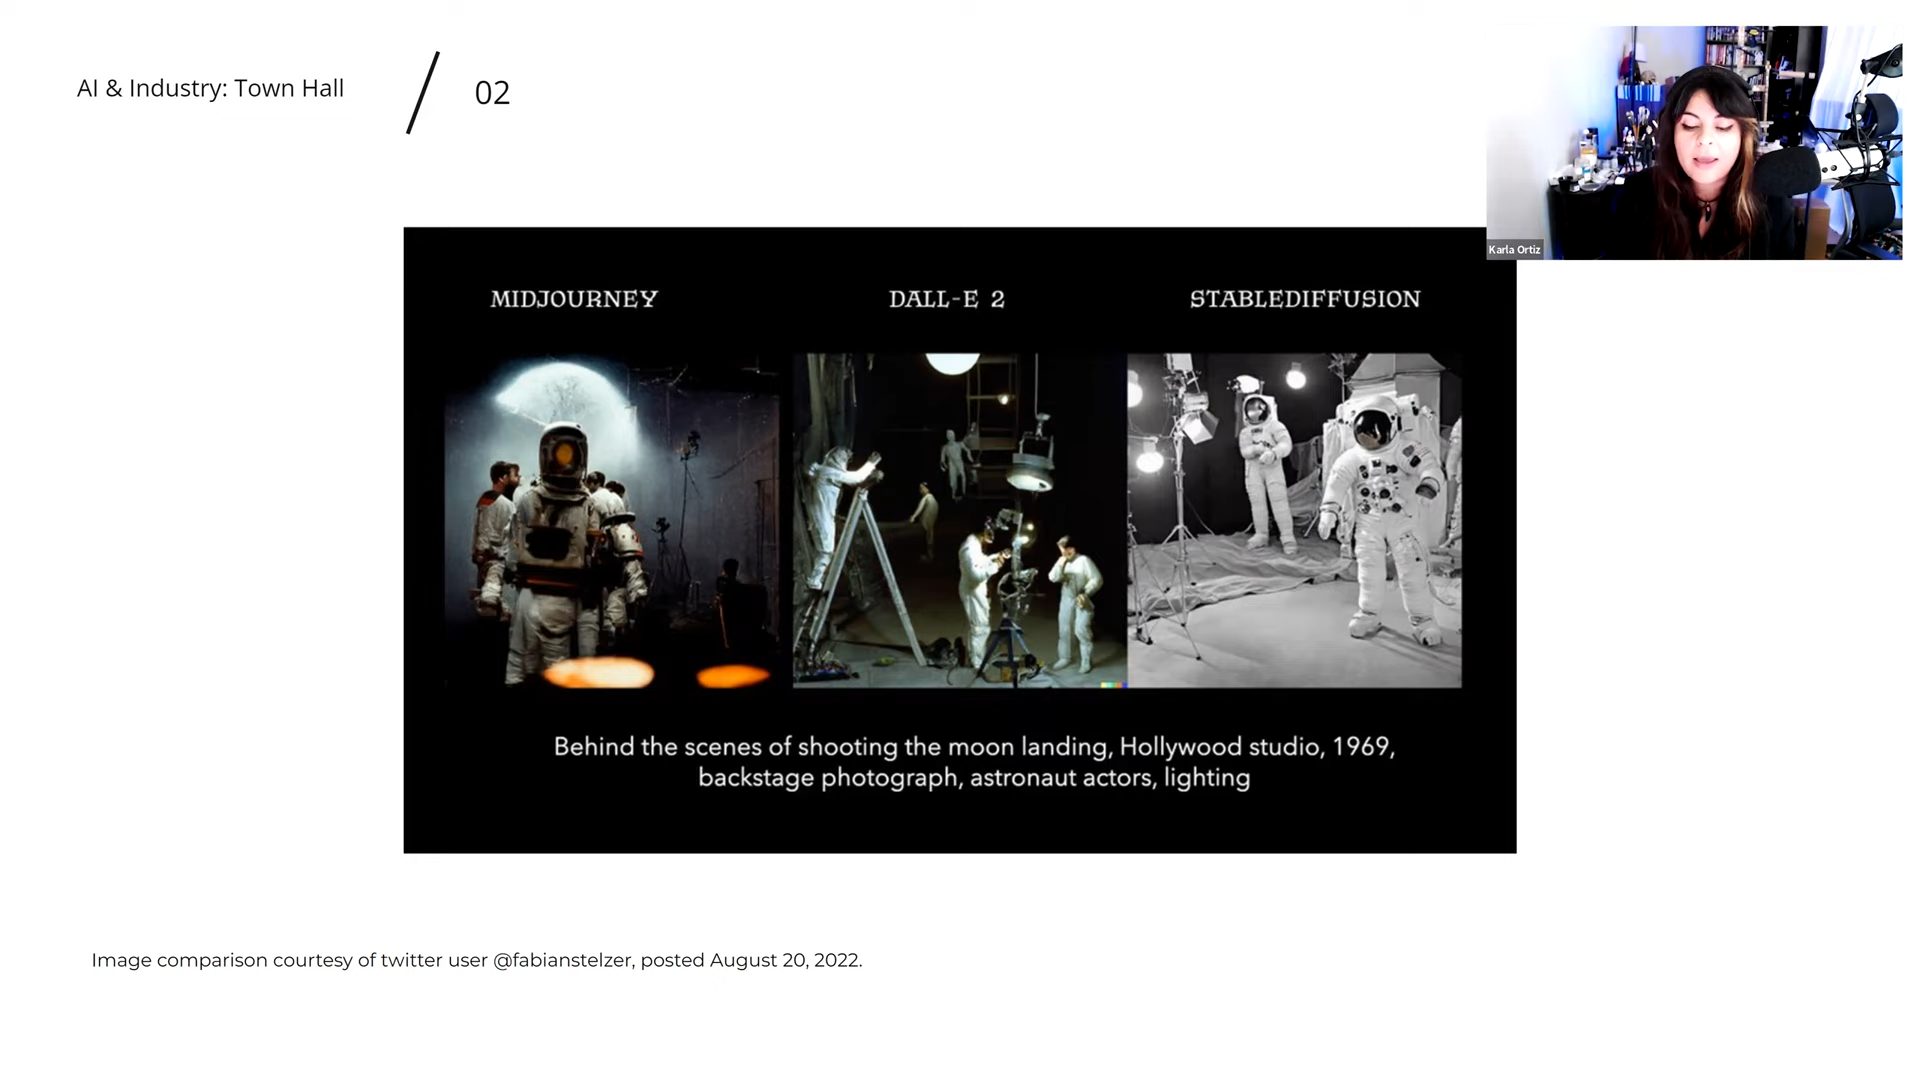 AI & Industry: Town Hall
02
Karla Ortiz
MIDJOURNEY
DALL-E 2
STABLEDIFFUSION
Behind the scenes of shooting the moon landing, Hollywood studio, 1969,
backstage photograph, astronaut actors, lighting
Image comparison courtesy of twitter user @fabianstelzer, posted August 20, 2022.